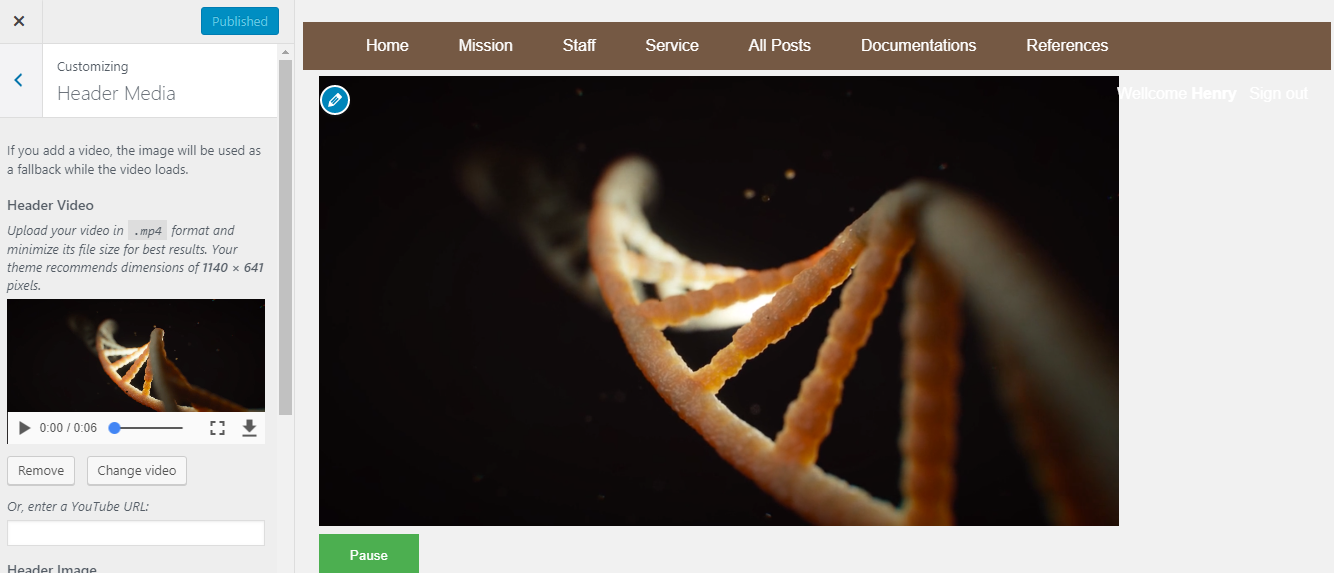 Published
Customizing
Header Media
If you add a video, the image will be used as
a fallback while the video loads.
Header Video
Upload your video in .mp4 format and
minimize its file size for best results. Your
theme recommends dimensions of 1140 × 641
pixels.
0:00 / 0:06
Remove Change video
Or, enter a YouTube URL:
Header Image
Home Mission Staff Service All Posts Documentations References
Wellcome Henry Sign out
Pause